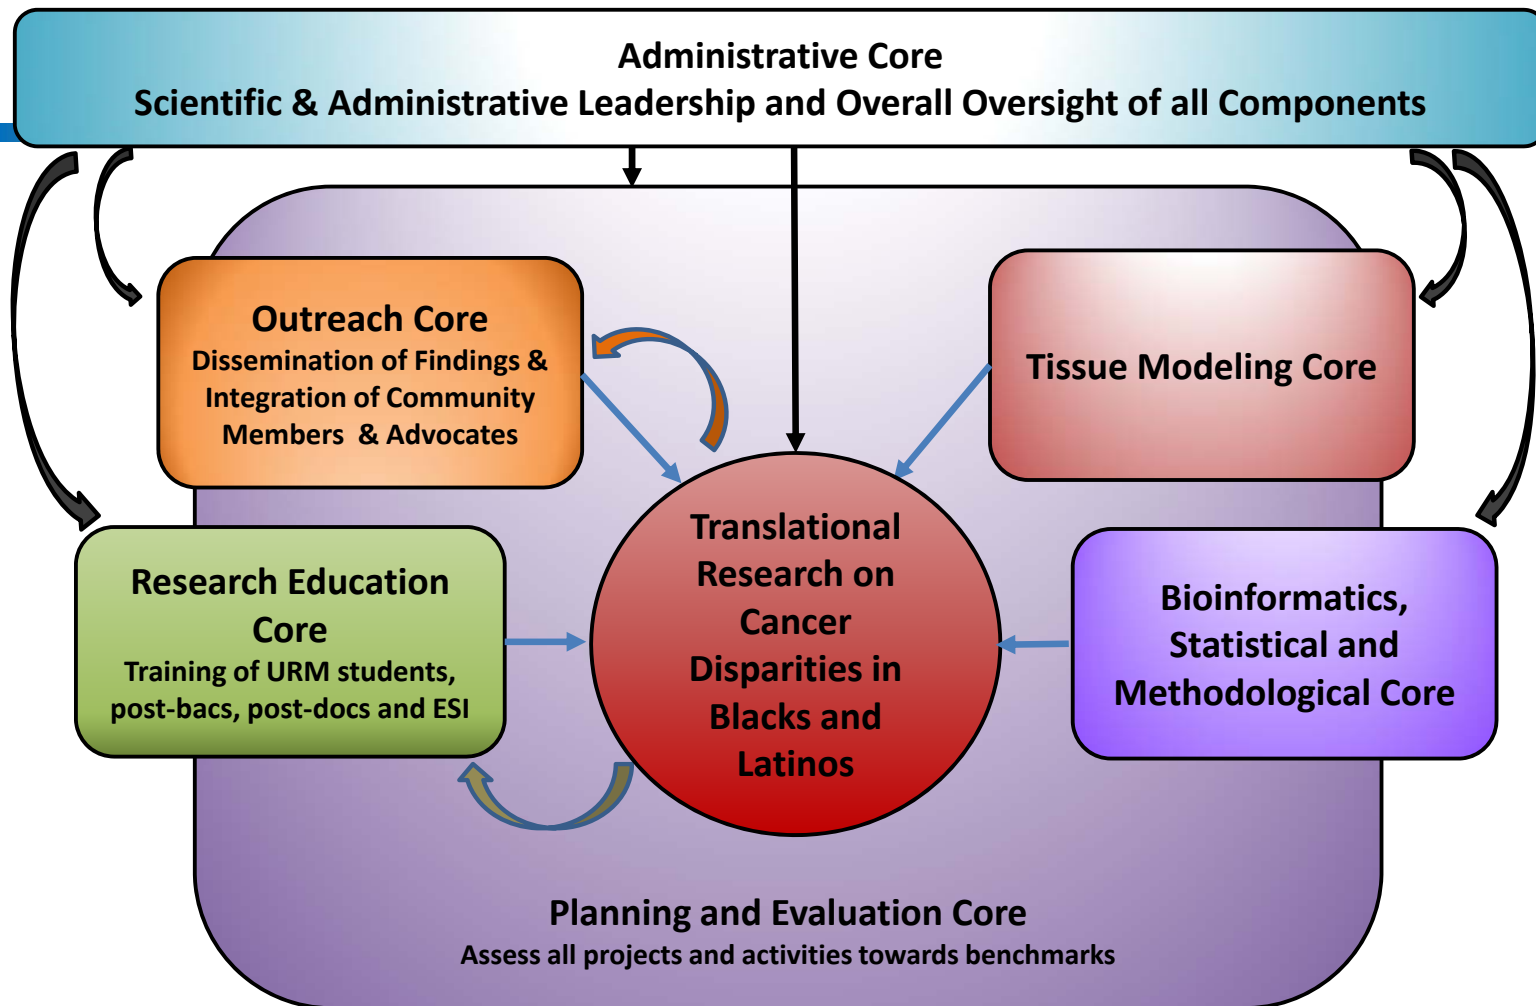 Administrative Core
Scientific & Administrative Leadership and Overall Oversight of all Components
Outreach Core
Dissemination of Findings &
Integration of Community
Members & Advocates
Tissue Modeling Core
Research Education
Core
Training of URM students,
post-bacs, post-docs and ESI
Translational
Research on
Cancer
Disparities in
Blacks and
Latinos
Bioinformatics,
Statistical and
Methodological Core
Planning and Evaluation Core
Assess all projects and activities towards benchmarks